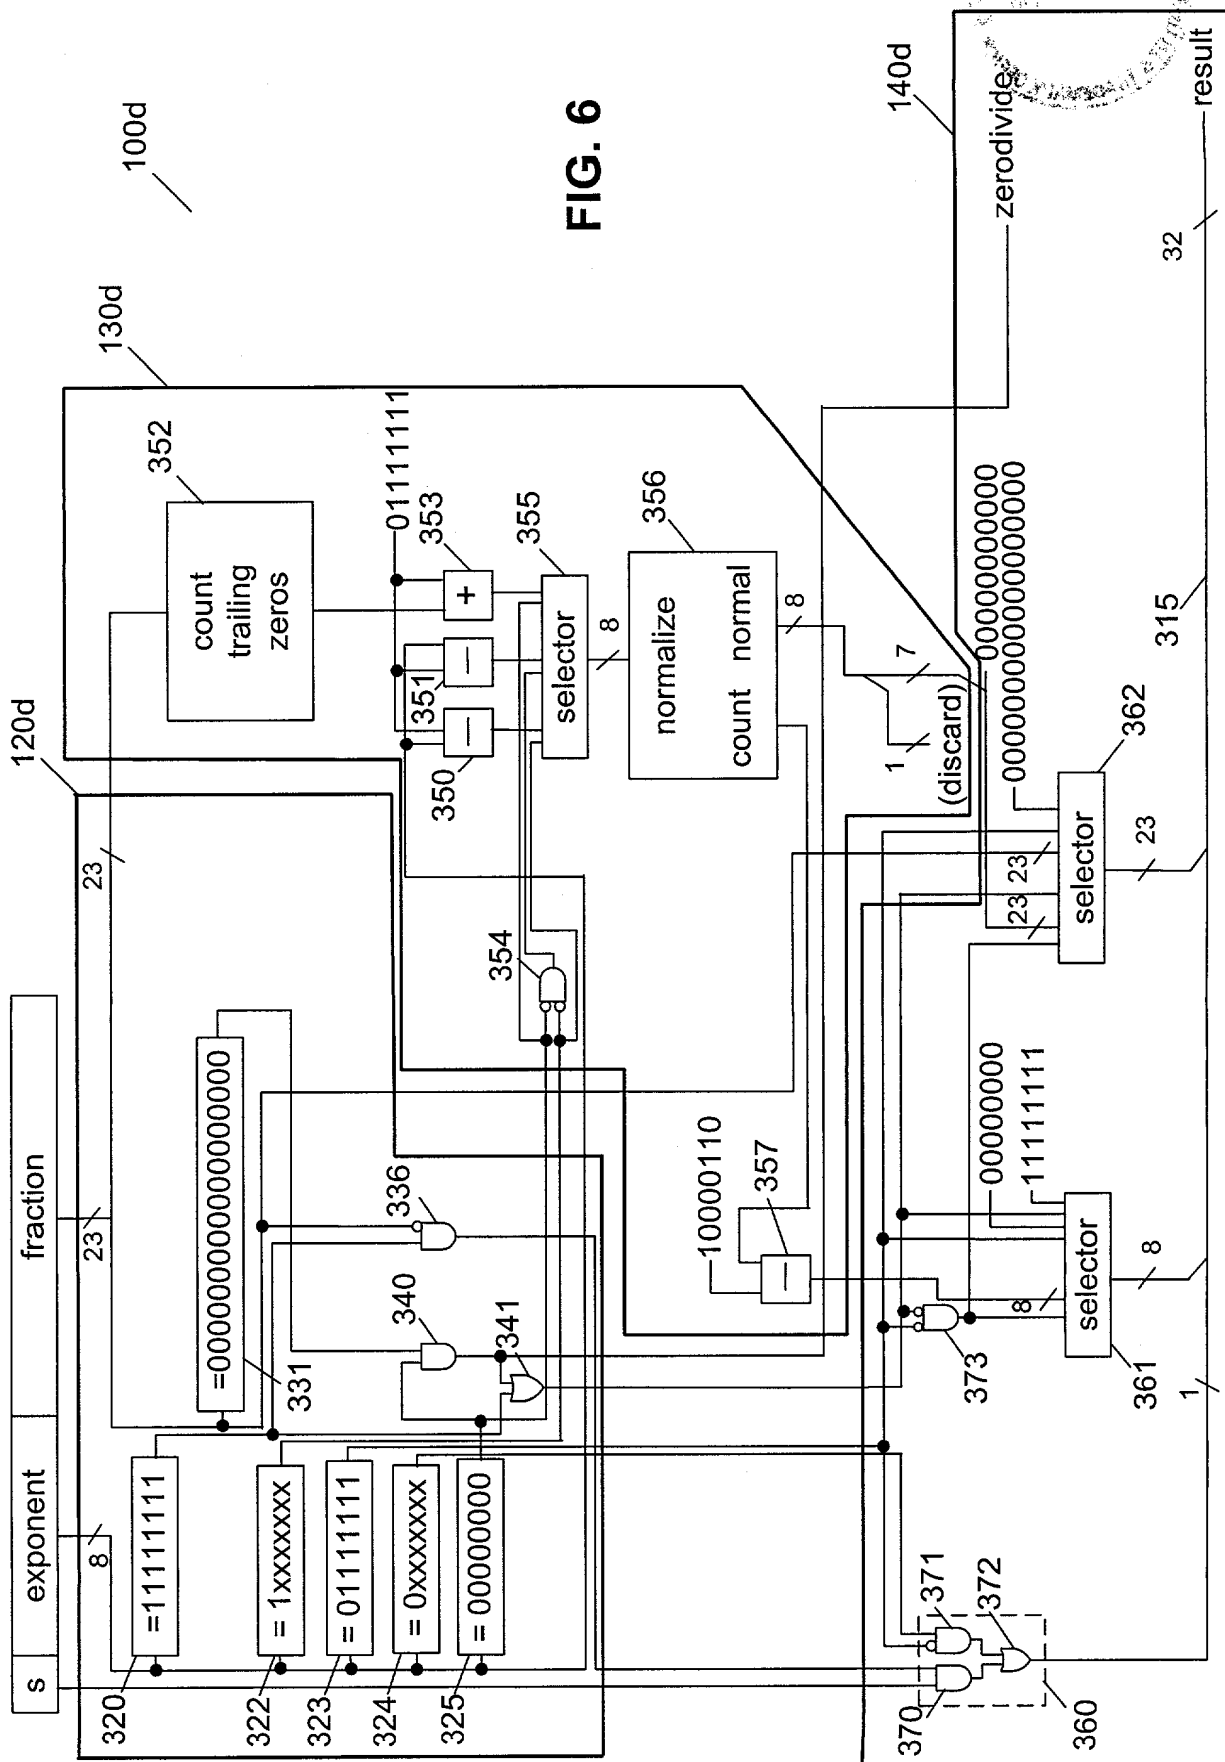 s
exponent
fraction
8
23
23
120d
130d
100d
320
=11111111
331
=00000000000000000000000
count
trailing
zeros
352
322
= 1xxxxxxx
323
= 01111111
324
= 0xxxxxxx
325
= 00000000
336
340
341
354
350
351
01111111
353
+
−
−
selector
355
8
normalize
count normal
356
8
FIG. 6
10000110
357
−
7
1
(discard)
140d
zerodivide
370
371
372
360
373
8
00000000
11111111
selector
361
8
23
23
00000000000000
00000000000000000000000
selector
362
23
1
315
32
result